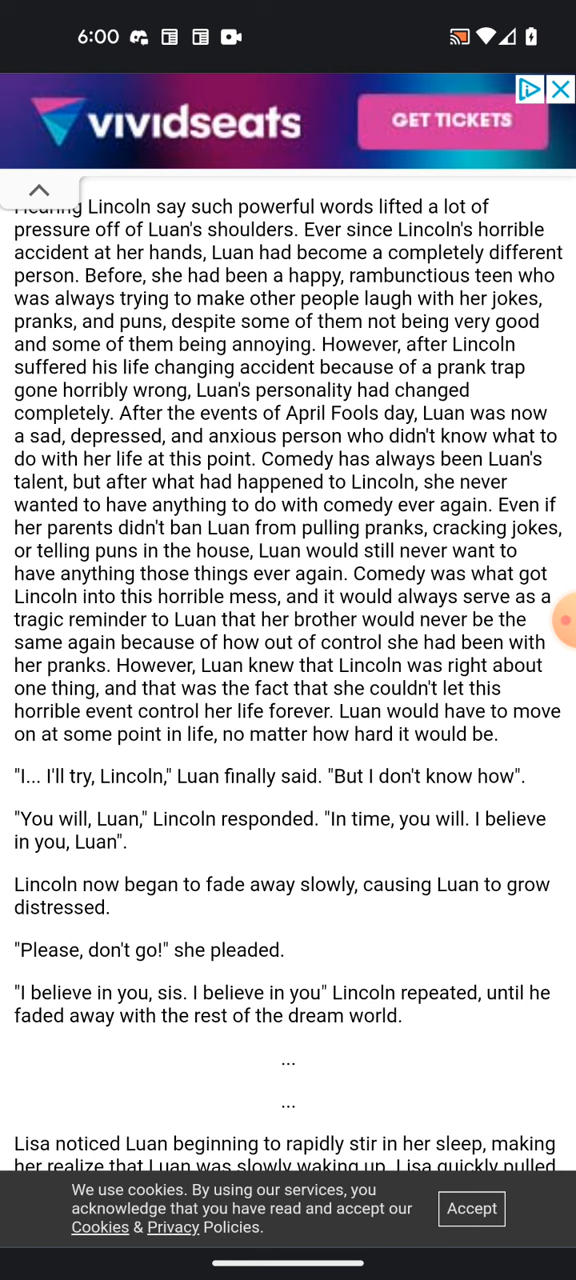 6:00
vividseats
GET TICKETS
Lincoln say such powerful words lifted a lot of
pressure off of Luan's shoulders. Ever since Lincoln's horrible
accident at her hands, Luan had become a completely different
person. Before, she had been a happy, rambunctious teen who
was always trying to make other people laugh with her jokes,
pranks, and puns, despite some of them not being very good
and some of them being annoying. However, after Lincoln
suffered his life changing accident because of a prank trap
gone horribly wrong, Luan's personality had changed
completely. After the events of April Fools day, Luan was now
a sad, depressed, and anxious person who didn't know what to
do with her life at this point. Comedy has always been Luan's
talent, but after what had happened to Lincoln, she never
wanted to have anything to do with comedy ever again. Even if
her parents didn't ban Luan from pulling pranks, cracking jokes,
or telling puns in the house, Luan would still never want to
have anything those things ever again. Comedy was what got
Lincoln into this horrible mess, and it would always serve as a
tragic reminder to Luan that her brother would never be the
same again because of how out of control she had been with
her pranks. However, Luan knew that Lincoln was right about
one thing, and that was the fact that she couldn't let this
horrible event control her life forever. Luan would have to move
on at some point in life, no matter how hard it would be.
"I... I'll try, Lincoln," Luan finally said. "But I don't know how".
"You will, Luan," Lincoln responded. "In time, you will. I believe
in you, Luan".
Lincoln now began to fade away slowly, causing Luan to grow
distressed.
"Please, don't go!" she pleaded.
"I believe in you, sis. I believe in you" Lincoln repeated, until he
faded away with the rest of the dream world.
...
...
Lisa noticed Luan beginning to rapidly stir in her sleep, making
her realize that Luan was slowly waking up. Lisa quickly pulled
We use cookies. By using our services, you
acknowledge that you have read and accept our
Cookies & Privacy Policies.
Accept